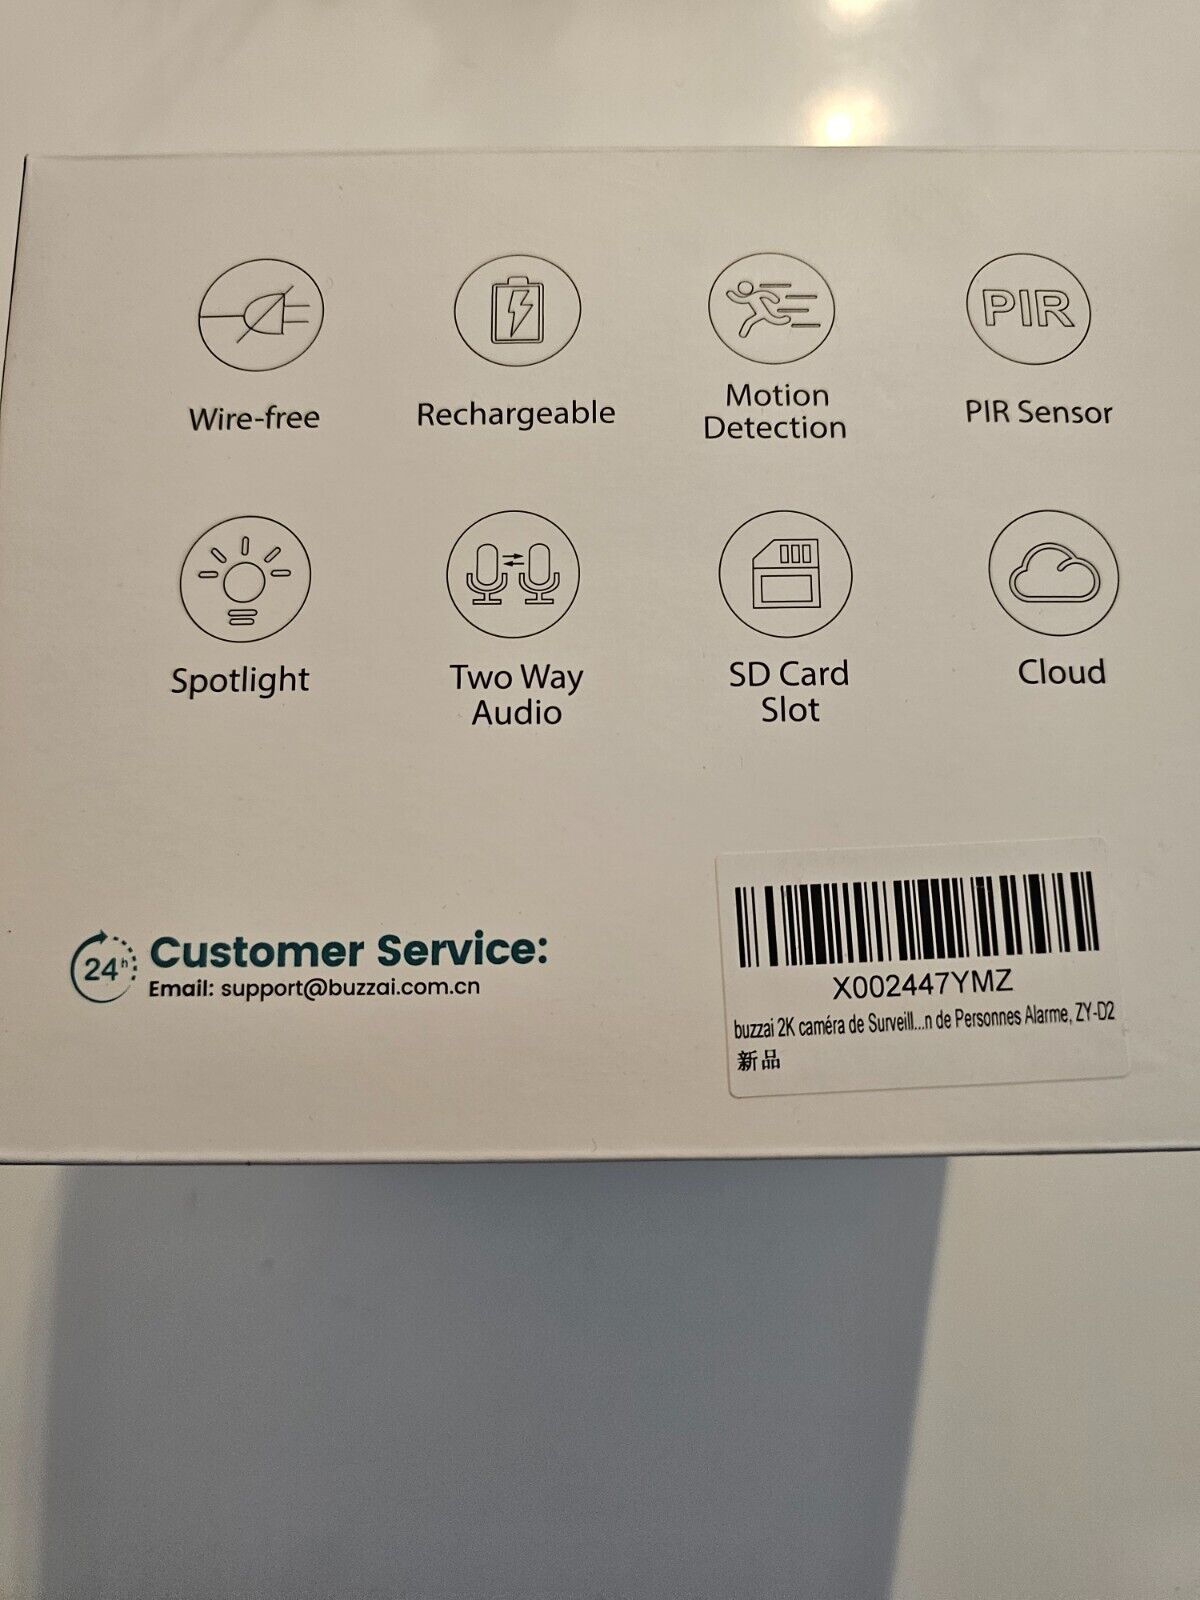 PIR
Wire-free
Rechargeable
Motion
Detection
PIR Sensor
Spotlight
Two Way
Audio
SD Card
Slot
Cloud
24h
Customer Service:
Email: support@buzzai.com.cn
X002447YMZ
buzzai 2K caméra de Surveill...n de Personnes Alarme, ZY-D2
新品